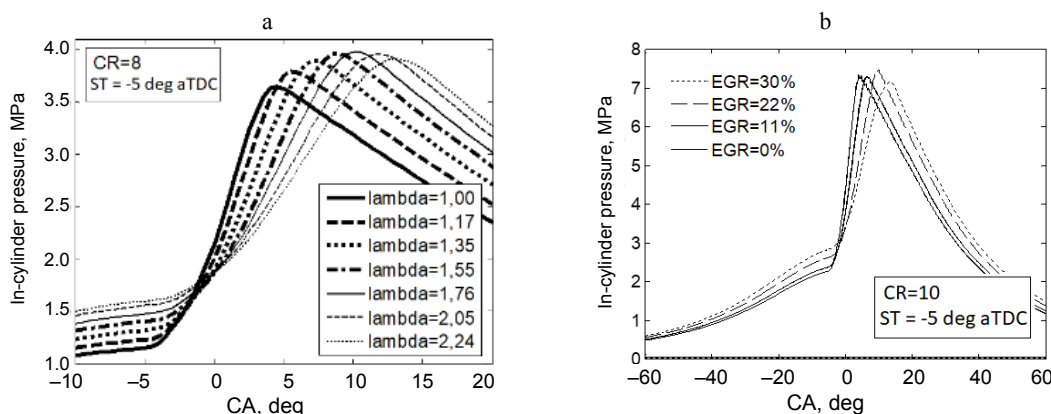 a
In-cylinder pressure, MPa
4.0
3.5
3.0
2.5
2.0
1.5
1.0
CR=8
ST = -5 deg aTDC
lambda=1,00
lambda=1,17
lambda=1,35
lambda=1,55
lambda=1,76
lambda=2,05
lambda=2,24
–10
–5
0
5
10
15
20
CA, deg
b
In-cylinder pressure, MPa
8
7
6
5
4
3
2
1
0
EGR=30%
EGR=22%
EGR=11%
EGR=0%
CR=10
ST = -5 deg aTDC
–60
–40
–20
0
20
40
60
CA, deg